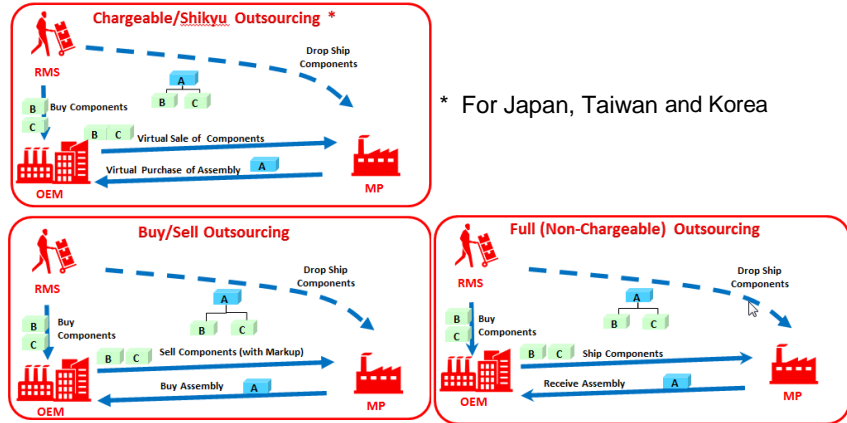 Chargeable/Shikyu Outsourcing *
RMS
Drop Ship
Components
A
B C
B
C
Buy Components
B C
Virtual Sale of Components
Virtual Purchase of Assembly
A
OEM
MP
* For Japan, Taiwan and Korea
Buy/Sell Outsourcing
RMS
Drop Ship
Components
A
B C
B
C
Buy
Components
B C
Sell Components (with Markup)
Buy Assembly
A
OEM
MP
Full (Non-Chargeable) Outsourcing
RMS
Drop Ship
Components
A
B C
B
C
Buy
Components
B C
Ship Components
Receive Assembly
A
OEM
MP